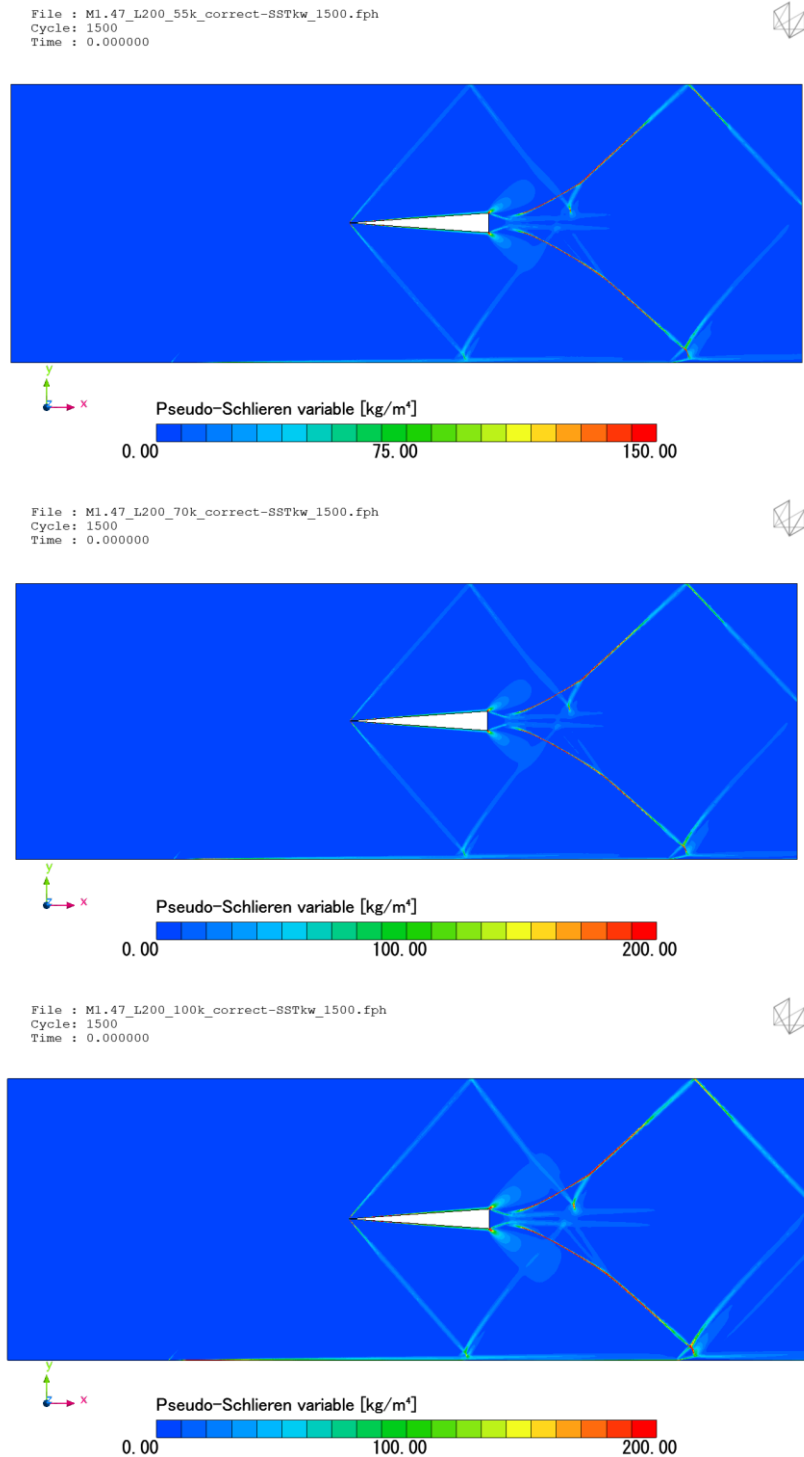 File : M1.47_L200_55k_correct-SSTkw_1500.fph
Cycle: 1500
Time : 0.000000
y
z x
Pseudo-Schlieren variable [kg/m⁴]
0.00 75.00 150.00
File : M1.47_L200_70k_correct-SSTkw_1500.fph
Cycle: 1500
Time : 0.000000
y
z x
Pseudo-Schlieren variable [kg/m⁴]
0.00 100.00 200.00
File : M1.47_L200_100k_correct-SSTkw_1500.fph
Cycle: 1500
Time : 0.000000
y
z x
Pseudo-Schlieren variable [kg/m⁴]
0.00 100.00 200.00